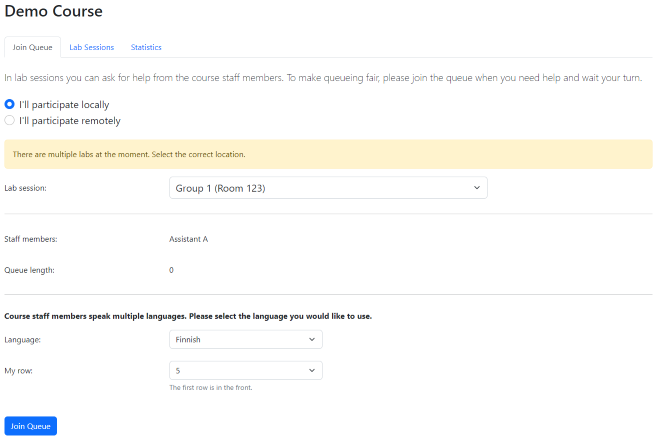 Demo Course
Join Queue
Lab Sessions
Statistics
In lab sessions you can ask for help from the course staff members. To make queueing fair, please join the queue when you need help and wait your turn.
I'll participate locally
I'll participate remotely
There are multiple labs at the moment. Select the correct location.
Lab session:
Group 1 (Room 123)
Staff members:
Assistant A
Queue length:
0
Course staff members speak multiple languages. Please select the language you would like to use.
Language:
Finnish
My row:
5
The first row is in the front.
Join Queue